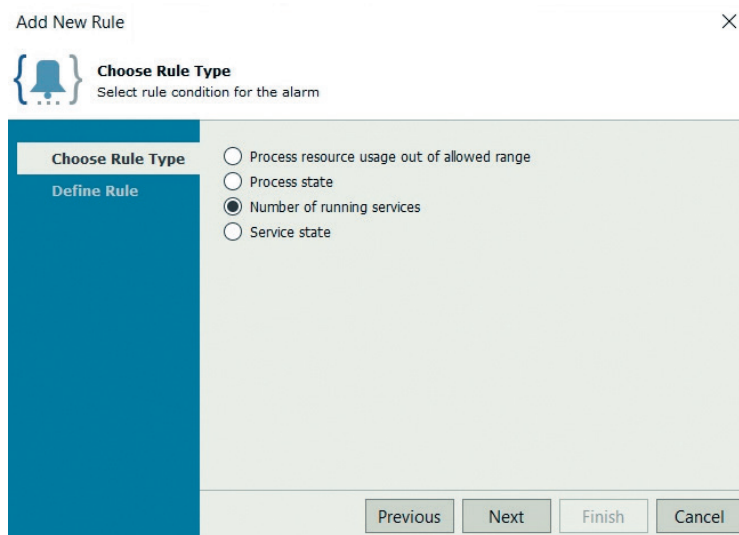 Add New Rule
Choose Rule Type
Select rule condition for the alarm
Choose Rule Type
Define Rule
Process resource usage out of allowed range
Process state
Number of running services
Service state
Previous
Next
Finish
Cancel